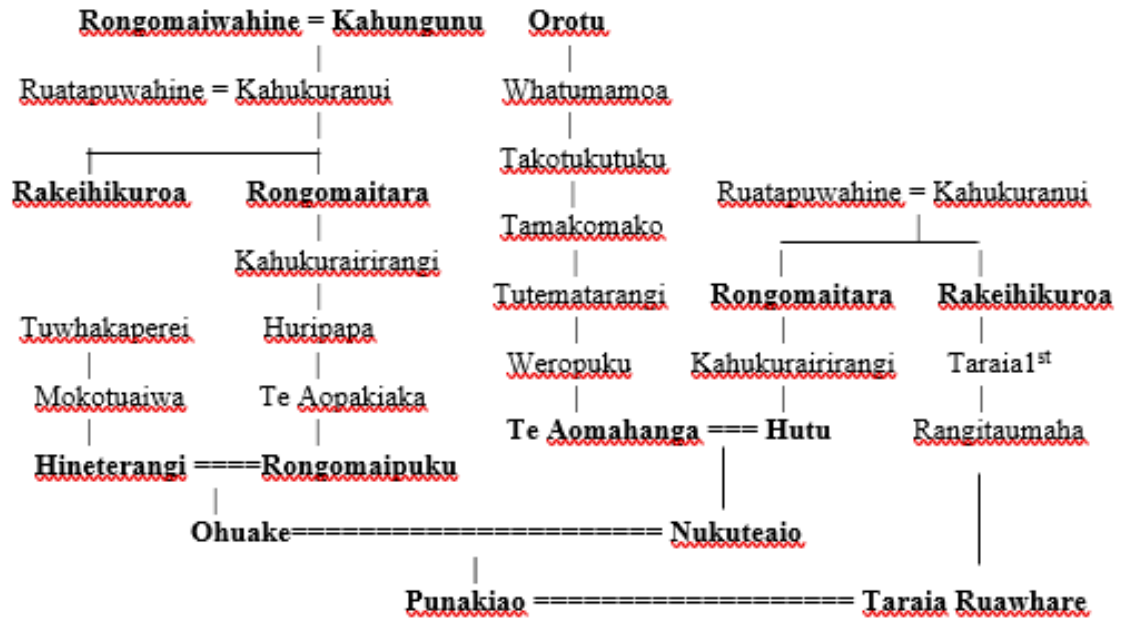 Rongomaiwahine = Kahungunu Orotu
Ruatapuwahine = Kahukuranui Whatumamoa
Takotukutuku
Rakeihikuroa Rongomaitara Ruatapuwahine = Kahukuranui
Tamakomako
Kahukurairirangi
Tutematarangi Rongomaitara Rakeihikuroa
Tuwhakaperei Huripapa
Weropuku Kahukurairirangi Taraia1st
Mokotuaiwa Te Aopakiaka
Te Aomahanga === Hutu Rangitaumaha
Hineterangi ====Rongomaipuku
Ohuake====================== Nukuteaio
Punakiao =================== Taraia Ruawhare